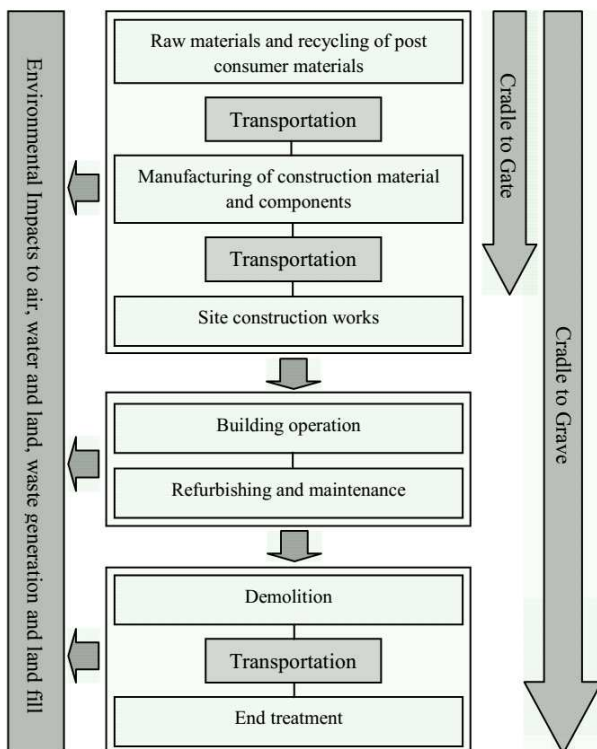 Environmental Impacts to air, water and land, waste generation and land fill
Raw materials and recycling of post
consumer materials
Transportation
Manufacturing of construction material
and components
Transportation
Site construction works
Building operation
Refurbishing and maintenance
Demolition
Transportation
End treatment
Cradle to Gate
Cradle to Grave